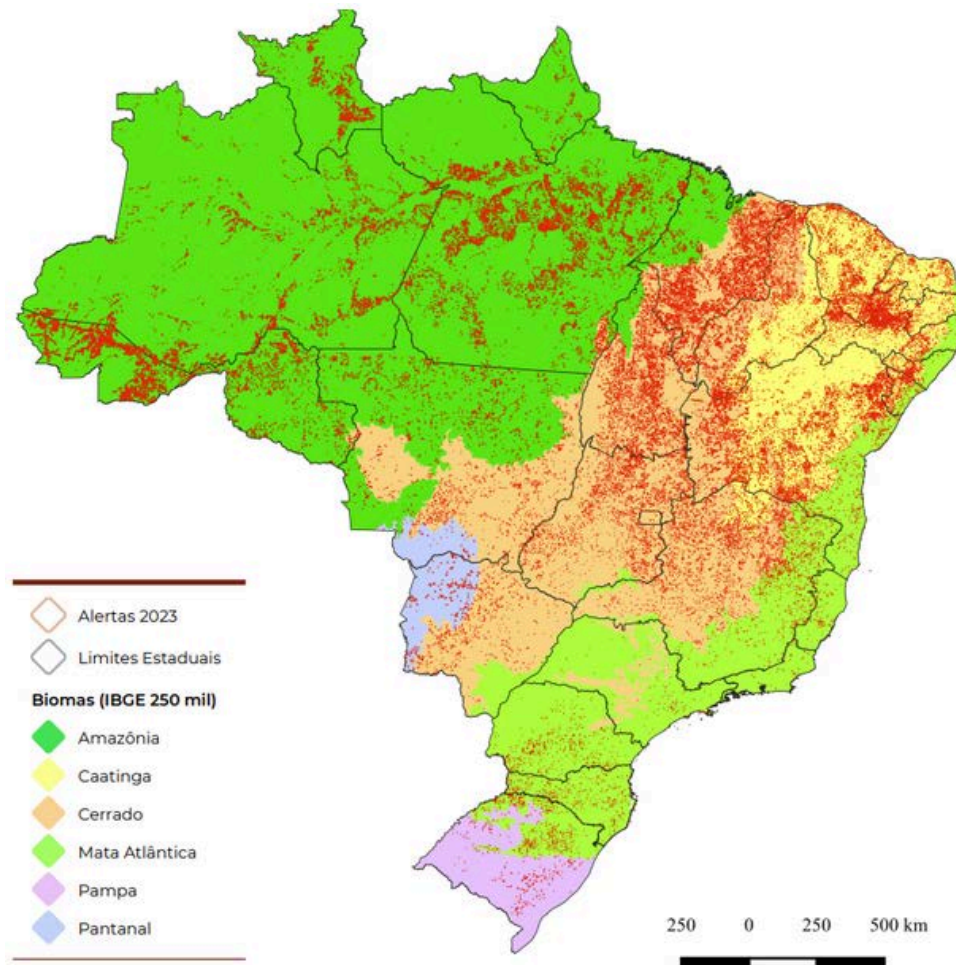 Alertas 2023
Limites Estaduais
Biomas (IBGE 250 mil)
Amazônia
Caatinga
Cerrado
Mata Atlântica
Pampa
Pantanal
250 0 250 500 km